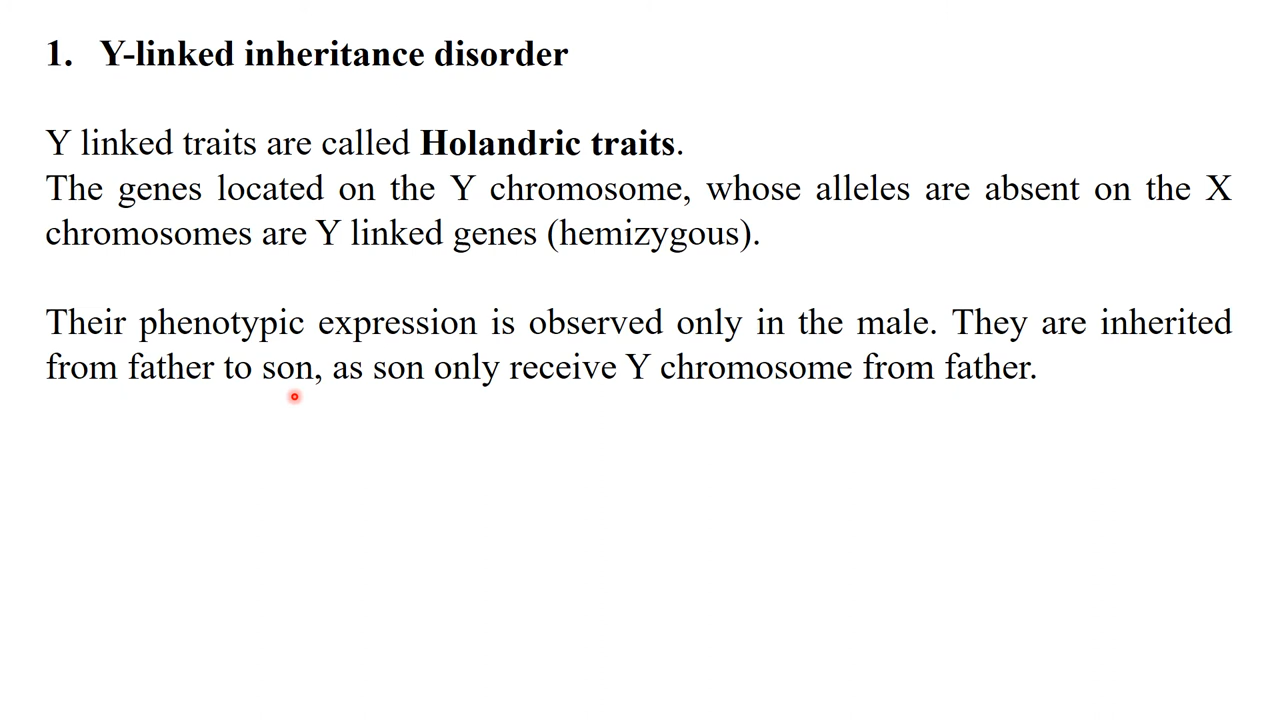 1. Y-linked inheritance disorder
Y linked traits are called Holandric traits.
The genes located on the Y chromosome, whose alleles are absent on the X
chromosomes are Y linked genes (hemizygous).
Their phenotypic expression is observed only in the male. They are inherited
from father to son, as son only receive Y chromosome from father.